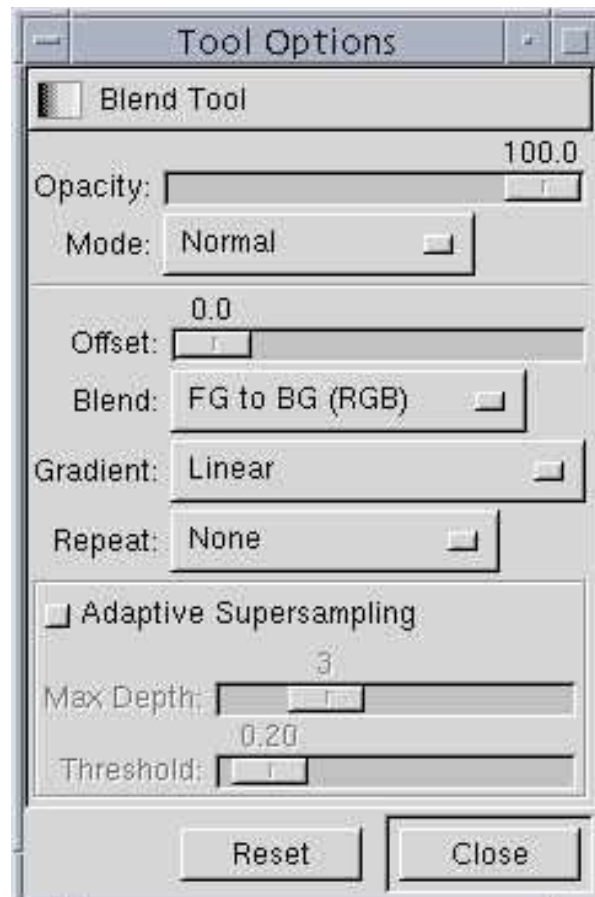 Tool Options
Blend Tool
100.0
Opacity:
Mode: Normal
0.0
Offset:
Blend: FG to BG (RGB)
Gradient: Linear
Repeat: None
Adaptive Supersampling
3
Max Depth:
0.20
Threshold:
Reset Close